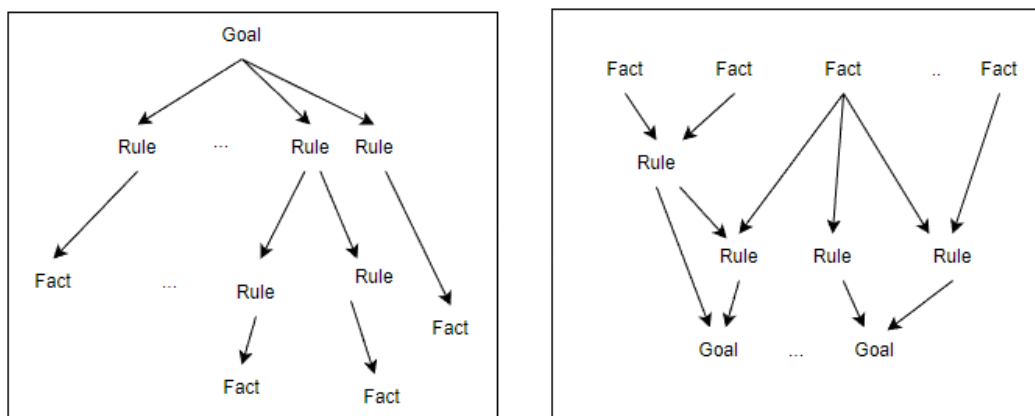 Goal
Rule ... Rule Rule
Fact ... Rule Rule
Fact
Fact Fact
Fact Fact Fact .. Fact
Rule
Rule Rule Rule
Goal ... Goal